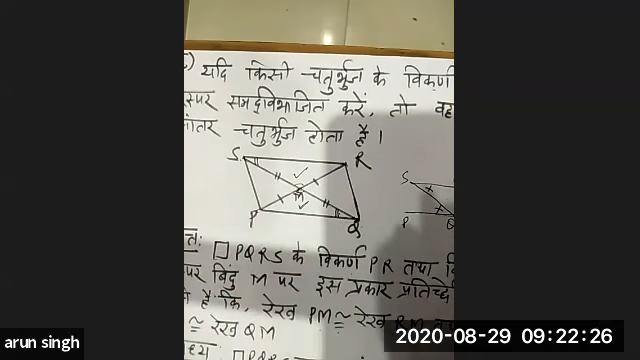 यदि किसी चतुर्भुज के विकर्ण
स्पर समद्विभाजित करें, तो वह
ांतर चतुर्भुज होता है।
S R S
M
P Q P Q
□PQRS के विकर्ण PR तथा
पर बिंदु M पर इस प्रकार प्रतिच्छे
है कि, रेख PM ≅ रेख RM
≅ रेख QM
arun singh
2020-08-29 09:22:26